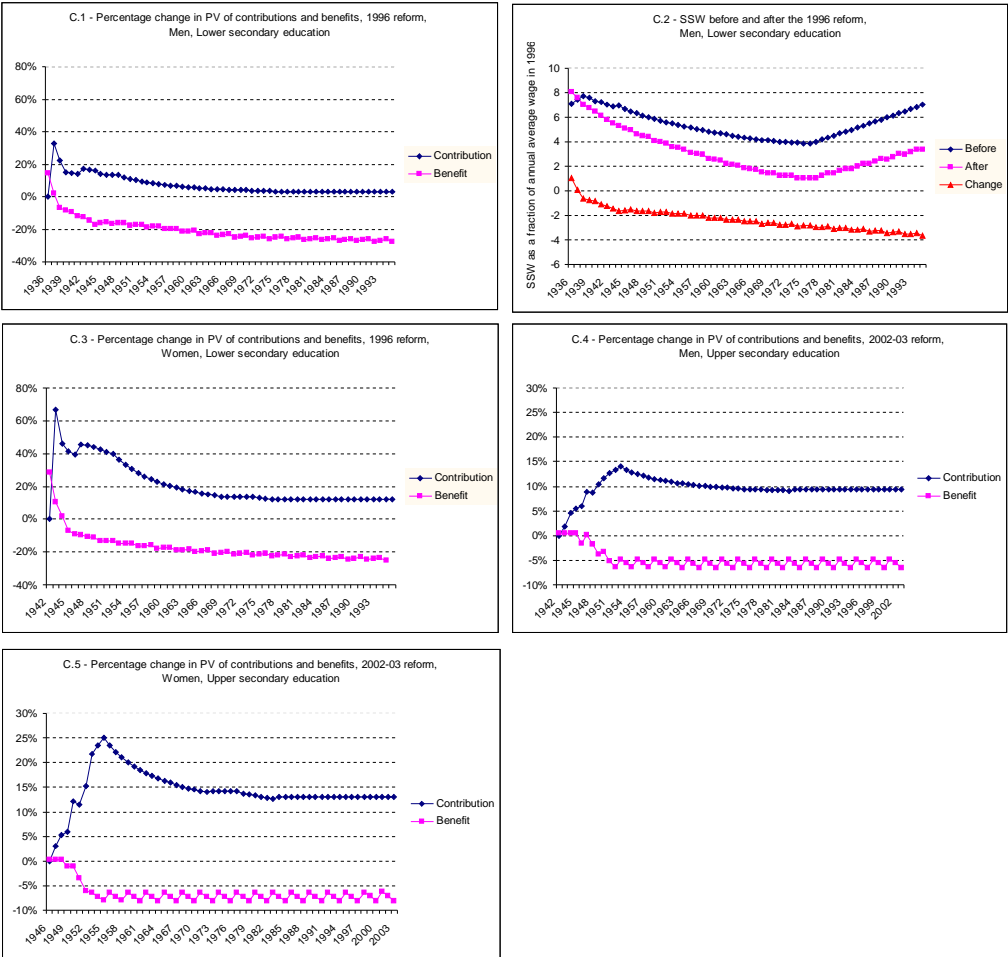 C.1 - Percentage change in PV of contributions and benefits, 1996 reform,
Men, Lower secondary education
80%
60%
40%
20%
0%
-20%
-40%
1936 1939 1942 1945 1948 1951 1954 1957 1960 1963 1966 1969 1972 1975 1978 1981 1984 1987 1990 1993
Contribution
Benefit
C.2 - SSW before and after the 1996 reform,
Men, Lower secondary education
SSW as a fraction of annual average wage in 1996
10
8
6
4
2
0
-2
-4
-6
1936 1939 1942 1945 1948 1951 1954 1957 1960 1963 1966 1969 1972 1975 1978 1981 1984 1987 1990 1993
Before
After
Change
C.3 - Percentage change in PV of contributions and benefits, 1996 reform,
Women, Lower secondary education
80%
60%
40%
20%
0%
-20%
-40%
1942 1945 1948 1951 1954 1957 1960 1963 1966 1969 1972 1975 1978 1981 1984 1987 1990 1993
Contribution
Benefit
C.4 - Percentage change in PV of contributions and benefits, 2002-03 reform,
Men, Upper secondary education
30%
25%
20%
15%
10%
5%
0%
-5%
-10%
1942 1945 1948 1951 1954 1957 1960 1963 1966 1969 1972 1975 1978 1981 1984 1987 1990 1993 1996 1999 2002
Contribution
Benefit
C.5 - Percentage change in PV of contributions and benefits, 2002-03 reform,
Women, Upper secondary education
30%
25%
20%
15%
10%
5%
0%
-5%
-10%
1946 1949 1952 1955 1958 1961 1964 1967 1970 1973 1976 1979 1982 1985 1988 1991 1994 1997 2000 2003
Contribution
Benefit